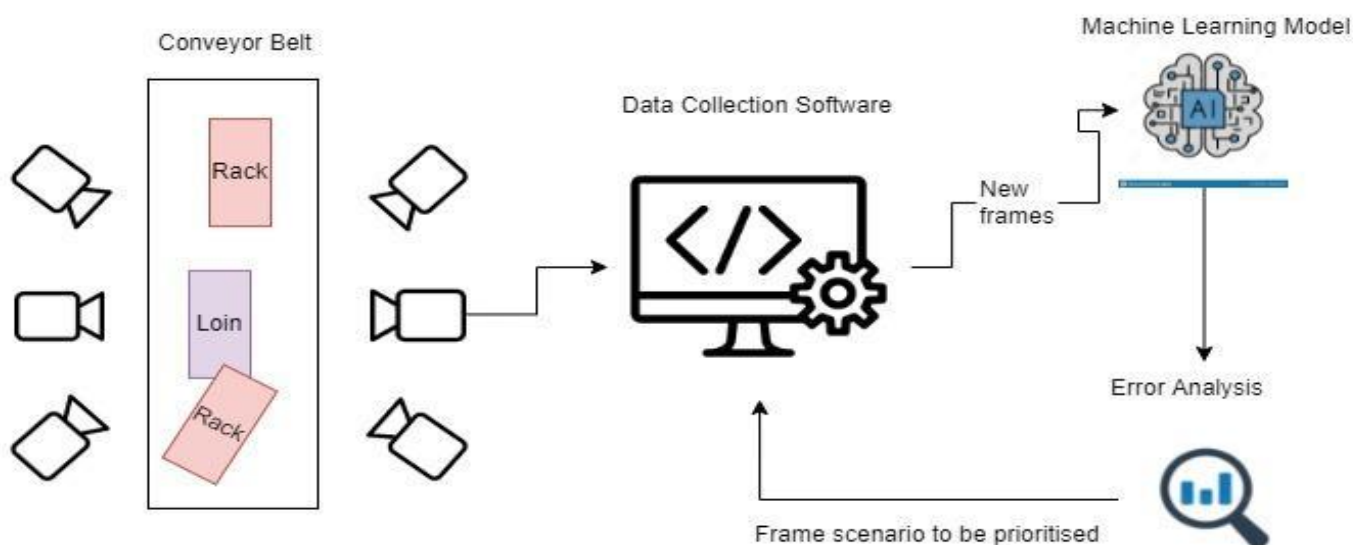 Machine Learning Model
Conveyor Belt
Data Collection Software
Rack
AI
New
frames
Loin
Rack
Error Analysis
Frame scenario to be prioritised